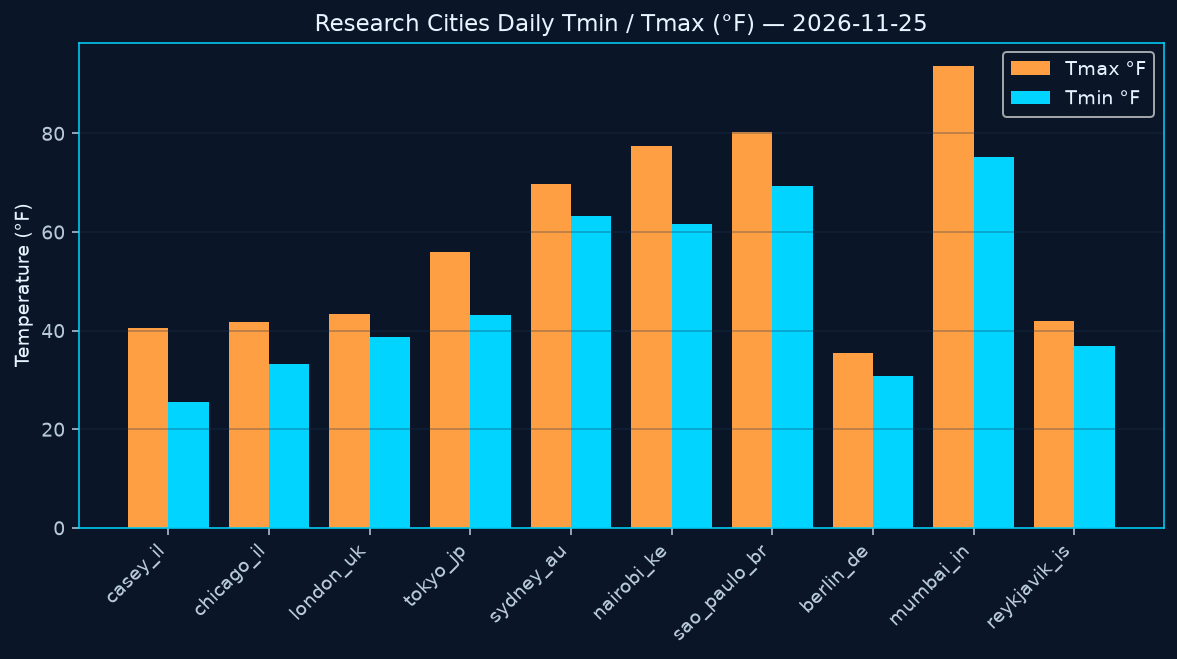 Research Cities Daily Tmin / Tmax (°F) — 2026-11-25
Tmax °F
Tmin °F
Temperature (°F)
80
60
40
20
0
casey_il
chicago_il
london_uk
tokyo_jp
sydney_au
nairobi_ke
sao_paulo_br
berlin_de
mumbai_in
reykjavik_is